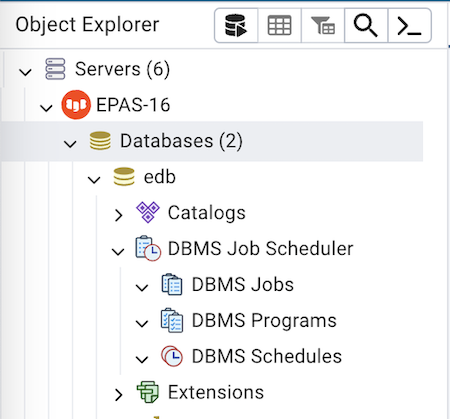 Object Explorer
Servers (6)
EPAS-16
Databases (2)
edb
Catalogs
DBMS Job Scheduler
DBMS Jobs
DBMS Programs
DBMS Schedules
Extensions